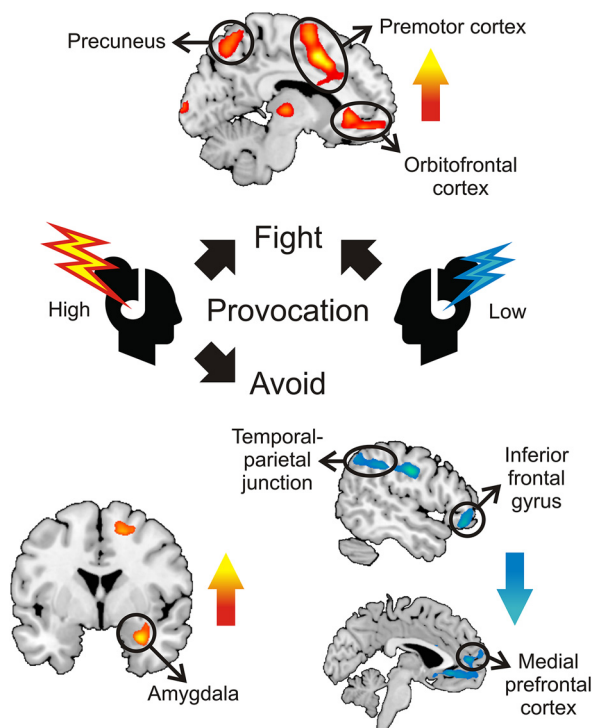 Precuneus
Premotor cortex
Orbitofrontal
cortex
Fight
High
Provocation
Low
Avoid
Temporal-
parietal
junction
Inferior
frontal
gyrus
Amygdala
Medial
prefrontal
cortex